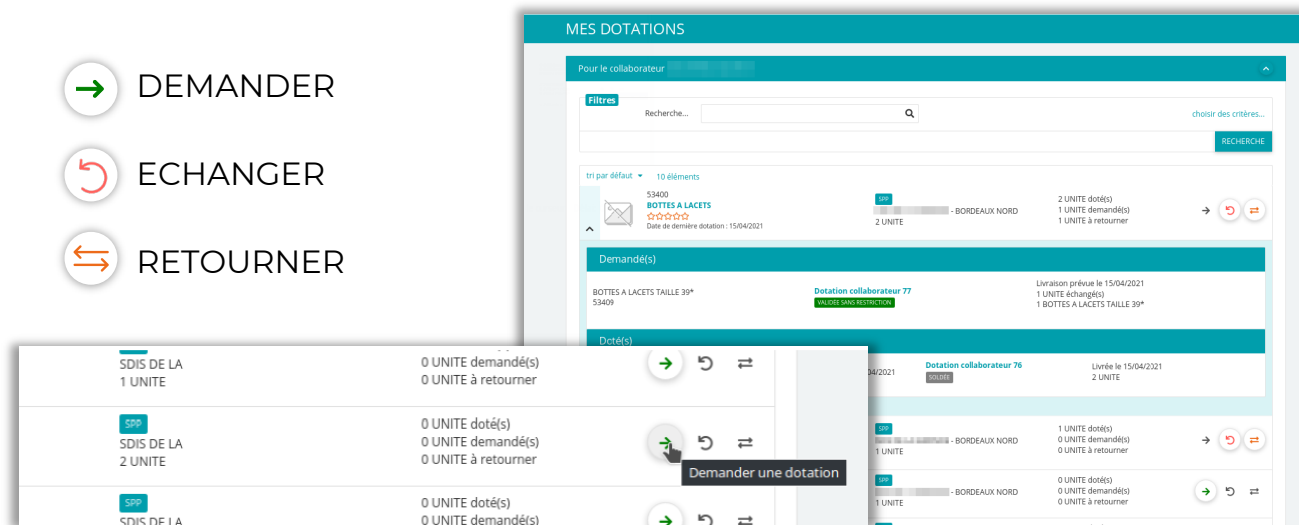 DEMANDER
ECHANGER
RETOURNER
MES DOTATIONS
Pour le collaborateur
Filtres
Recherche...
choisir des critères...
RECHERCHE
tri par défaut
10 éléments
53400
BOTTES A LACETS
Date de dernière dotation : 15/04/2021
SPP
- BORDEAUX NORD
2 UNITE
2 UNITE doté(s)
1 UNITE demandé(s)
1 UNITE à retourner
Demandé(s)
BOTTES A LACETS TAILLE 39*
53409
Dotation collaborateur 77
VALIDÉE SANS RESTRICTION
Livraison prévue le 15/04/2021
1 UNITE échangé(s)
1 BOTTES A LACETS TAILLE 39*
Doté(s)
04/2021
Dotation collaborateur 76
SOLDÉE
Livrée le 15/04/2021
2 UNITE
SPP
- BORDEAUX NORD
1 UNITE
1 UNITE doté(s)
0 UNITE demandé(s)
0 UNITE à retourner
SPP
- BORDEAUX NORD
1 UNITE
0 UNITE doté(s)
0 UNITE demandé(s)
0 UNITE à retourner
SDIS DE LA
1 UNITE
0 UNITE demandé(s)
0 UNITE à retourner
SPP
SDIS DE LA
2 UNITE
0 UNITE doté(s)
0 UNITE demandé(s)
0 UNITE à retourner
Demander une dotation
SPP
SDIS DE LA
0 UNITE doté(s)
0 UNITE demandé(s)